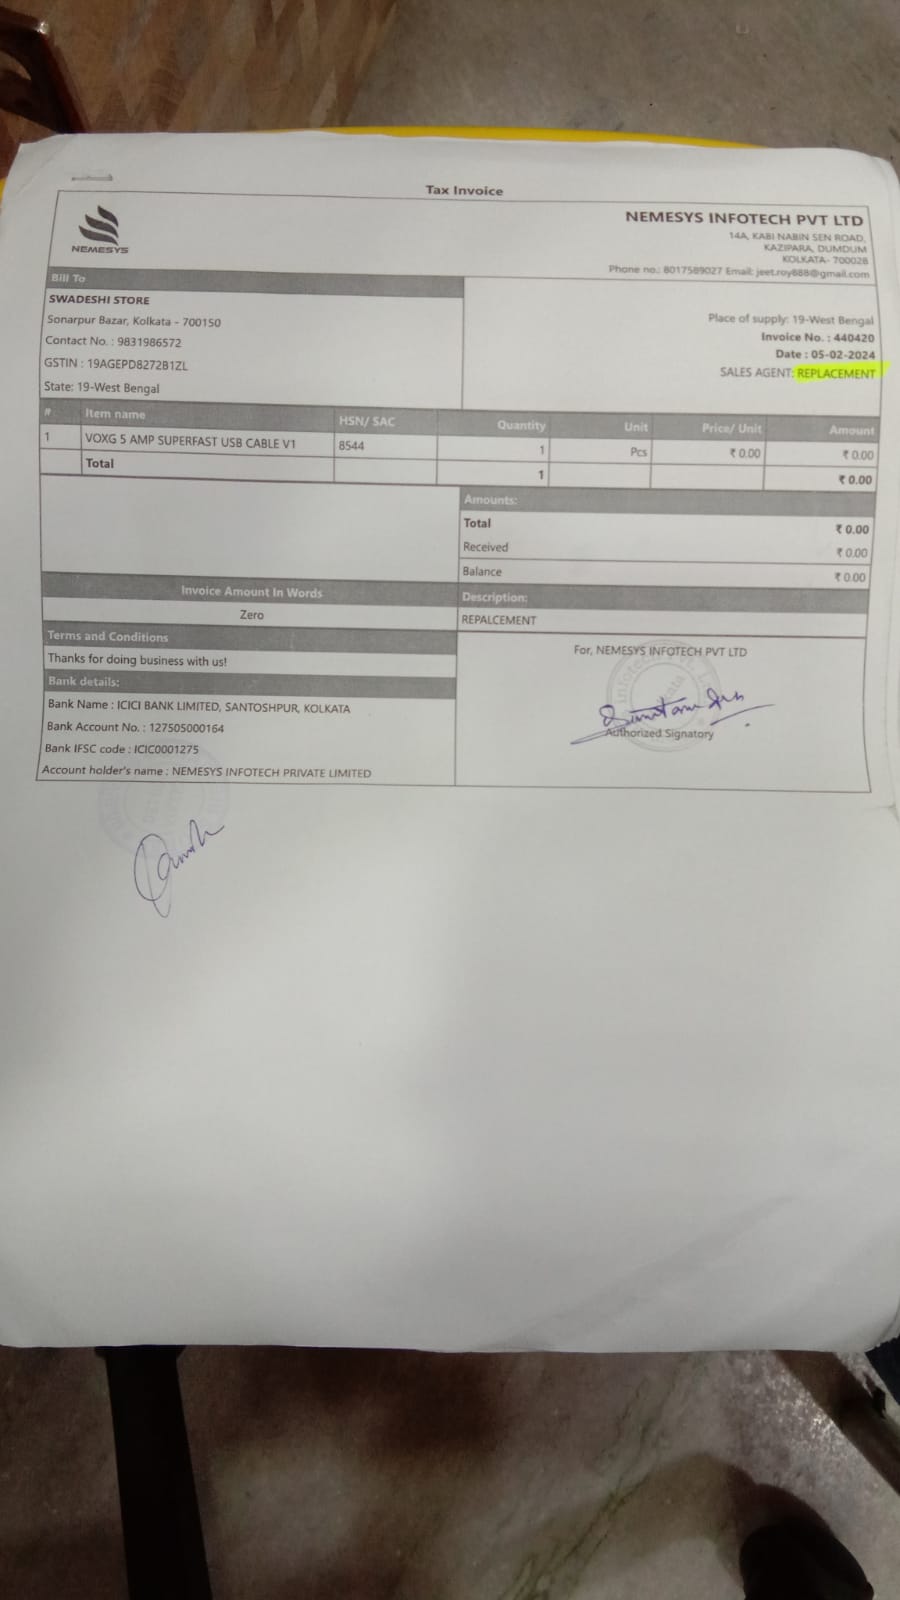 Tax Invoice
NEMESYS
NEMESYS INFOTECH PVT LTD
14A, KABI NABIN SEN ROAD,
KAZIPARA, DUMDUM
KOLKATA- 700028
Phone no.: 8017589027 Email: jeet.roy888@gmail.com
Bill To
SWADESHI STORE
Sonarpur Bazar, Kolkata - 700150
Contact No. : 9831986572
GSTIN : 19AGEPD8272B1ZL
State: 19-West Bengal
Place of supply: 19-West Bengal
Invoice No. : 440420
Date : 05-02-2024
SALES AGENT: REPLACEMENT
# Item name HSN/ SAC Quantity Unit Price/ Unit Amount
1 VOXG 5 AMP SUPERFAST USB CABLE V1 8544 1 Pcs ₹ 0.00 ₹ 0.00
Total 1 ₹ 0.00
Amounts:
Total ₹ 0.00
Received ₹ 0.00
Balance ₹ 0.00
Invoice Amount In Words
Zero
Description:
REPALCEMENT
Terms and Conditions
Thanks for doing business with us!
Bank details:
Bank Name : ICICI BANK LIMITED, SANTOSHPUR, KOLKATA
Bank Account No. : 127505000164
Bank IFSC code : ICIC0001275
Account holder's name : NEMESYS INFOTECH PRIVATE LIMITED
For, NEMESYS INFOTECH PVT LTD
Authorized Signatory